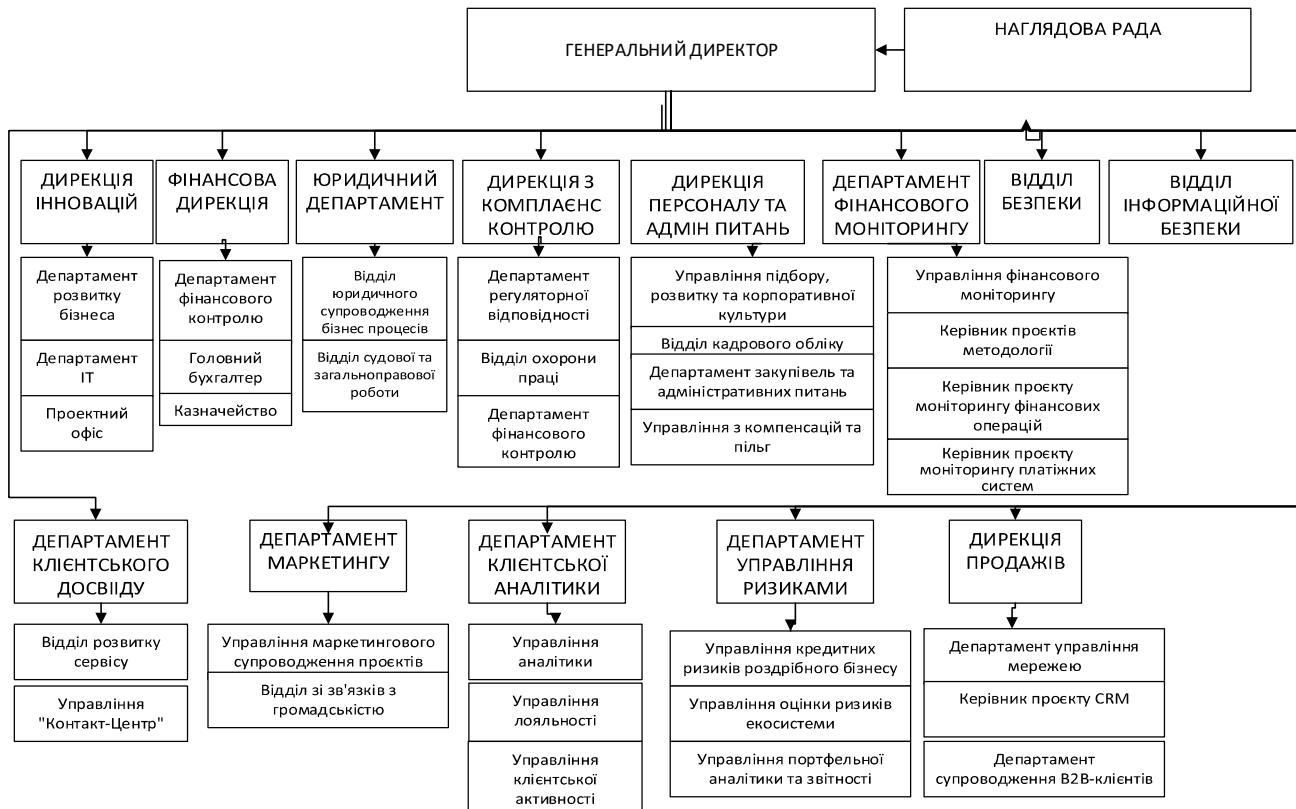 ГЕНЕРАЛЬНИЙ ДИРЕКТОР
НАГЛЯДОВА РАДА
ДИРЕКЦІЯ
ІННОВАЦІЙ
ФІНАНСОВА
ДИРЕКЦІЯ
ЮРИДИЧНИЙ
ДЕПАРТАМЕНТ
ДИРЕКЦІЯ З
КОМПЛАЄНС
КОНТРОЛЮ
ДИРЕКЦІЯ
ПЕРСОНАЛУ ТА
АДМІН ПИТАНЬ
ДЕПАРТАМЕНТ
ФІНАНСОВОГО
МОНІТОРИНГУ
ВІДДІЛ
БЕЗПЕКИ
ВІДДІЛ
ІНФОРМАЦІЙНОЇ
БЕЗПЕКИ
Департамент
розвитку
бізнеса
Департамент
ІТ
Проектний
офіс
Департамент
фінансового
контролю
Головний
бухгалтер
Казначейство
Відділ
юридичного
супроводження
бізнес процесів
Відділ судової та
загальноправової
роботи
Департамент
регуляторної
відповідності
Відділ охорони
праці
Департамент
фінансового
контролю
Управління підбору,
розвитку та корпоративної
культури
Відділ кадрового обліку
Департамент закупівель та
адміністративних питань
Управління з компенсацій та
пільг
Управління фінансового
моніторингу
Керівник проєктів
методології
Керівник проєкту
моніторингу фінансових
операцій
Керівник проєкту
моніторингу платіжних
систем
ДЕПАРТАМЕНТ
КЛІЄНТСЬКОГО
ДОСВІІДУ
ДЕПАРТАМЕНТ
МАРКЕТИНГУ
ДЕПАРТАМЕНТ
КЛІЄНТСЬКОЇ
АНАЛІТИКИ
ДЕПАРТАМЕНТ
УПРАВЛІННЯ
РИЗИКАМИ
ДИРЕКЦІЯ
ПРОДАЖІВ
Відділ розвитку
сервісу
Управління
"Контакт-Центр"
Управління маркетингового
супроводження проєктів
Відділ зі зв'язків з
громадськістю
Управління
аналітики
Управління
лояльності
Управління
клієнтської
активності
Управління кредитних
ризиків роздрібного бізнесу
Управління оцінки ризиків
екосистеми
Управління портфельної
аналітики та звітності
Департамент управління
мережею
Керівник проєкту CRM
Департамент
супроводження B2B-клієнтів